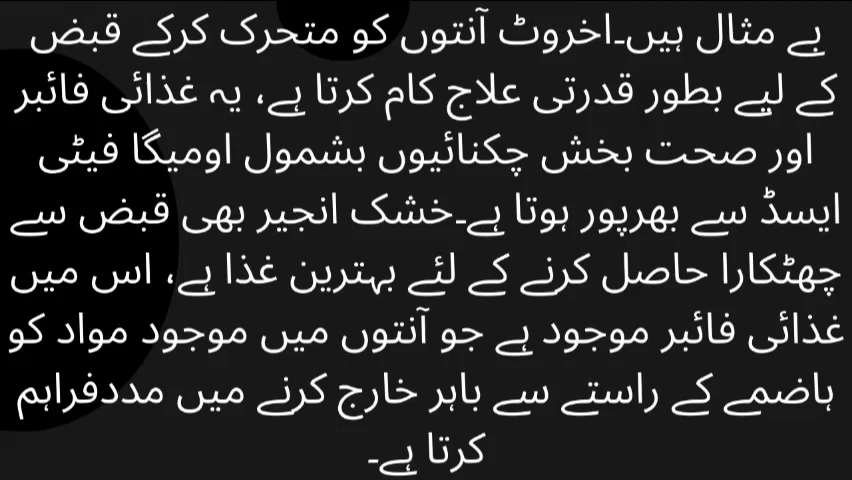 بے مثال ہیں۔اخروٹ آنتوں کو متحرک کرکے قبض
کے لیے بطور قدرتی علاج کام کرتا ہے، یہ غذائی فائبر
اور صحت بخش چکنائیوں بشمول اومیگا فیٹی
ایسڈ سے بھرپور ہوتا ہے۔خشک انجیر بھی قبض سے
چھٹکارا حاصل کرنے کے لئے بہترین غذا ہے، اس میں
غذائی فائبر موجود ہے جو آنتوں میں موجود مواد کو
ہاضمے کے راستے سے باہر خارج کرنے میں مددفراہم
کرتا ہے۔